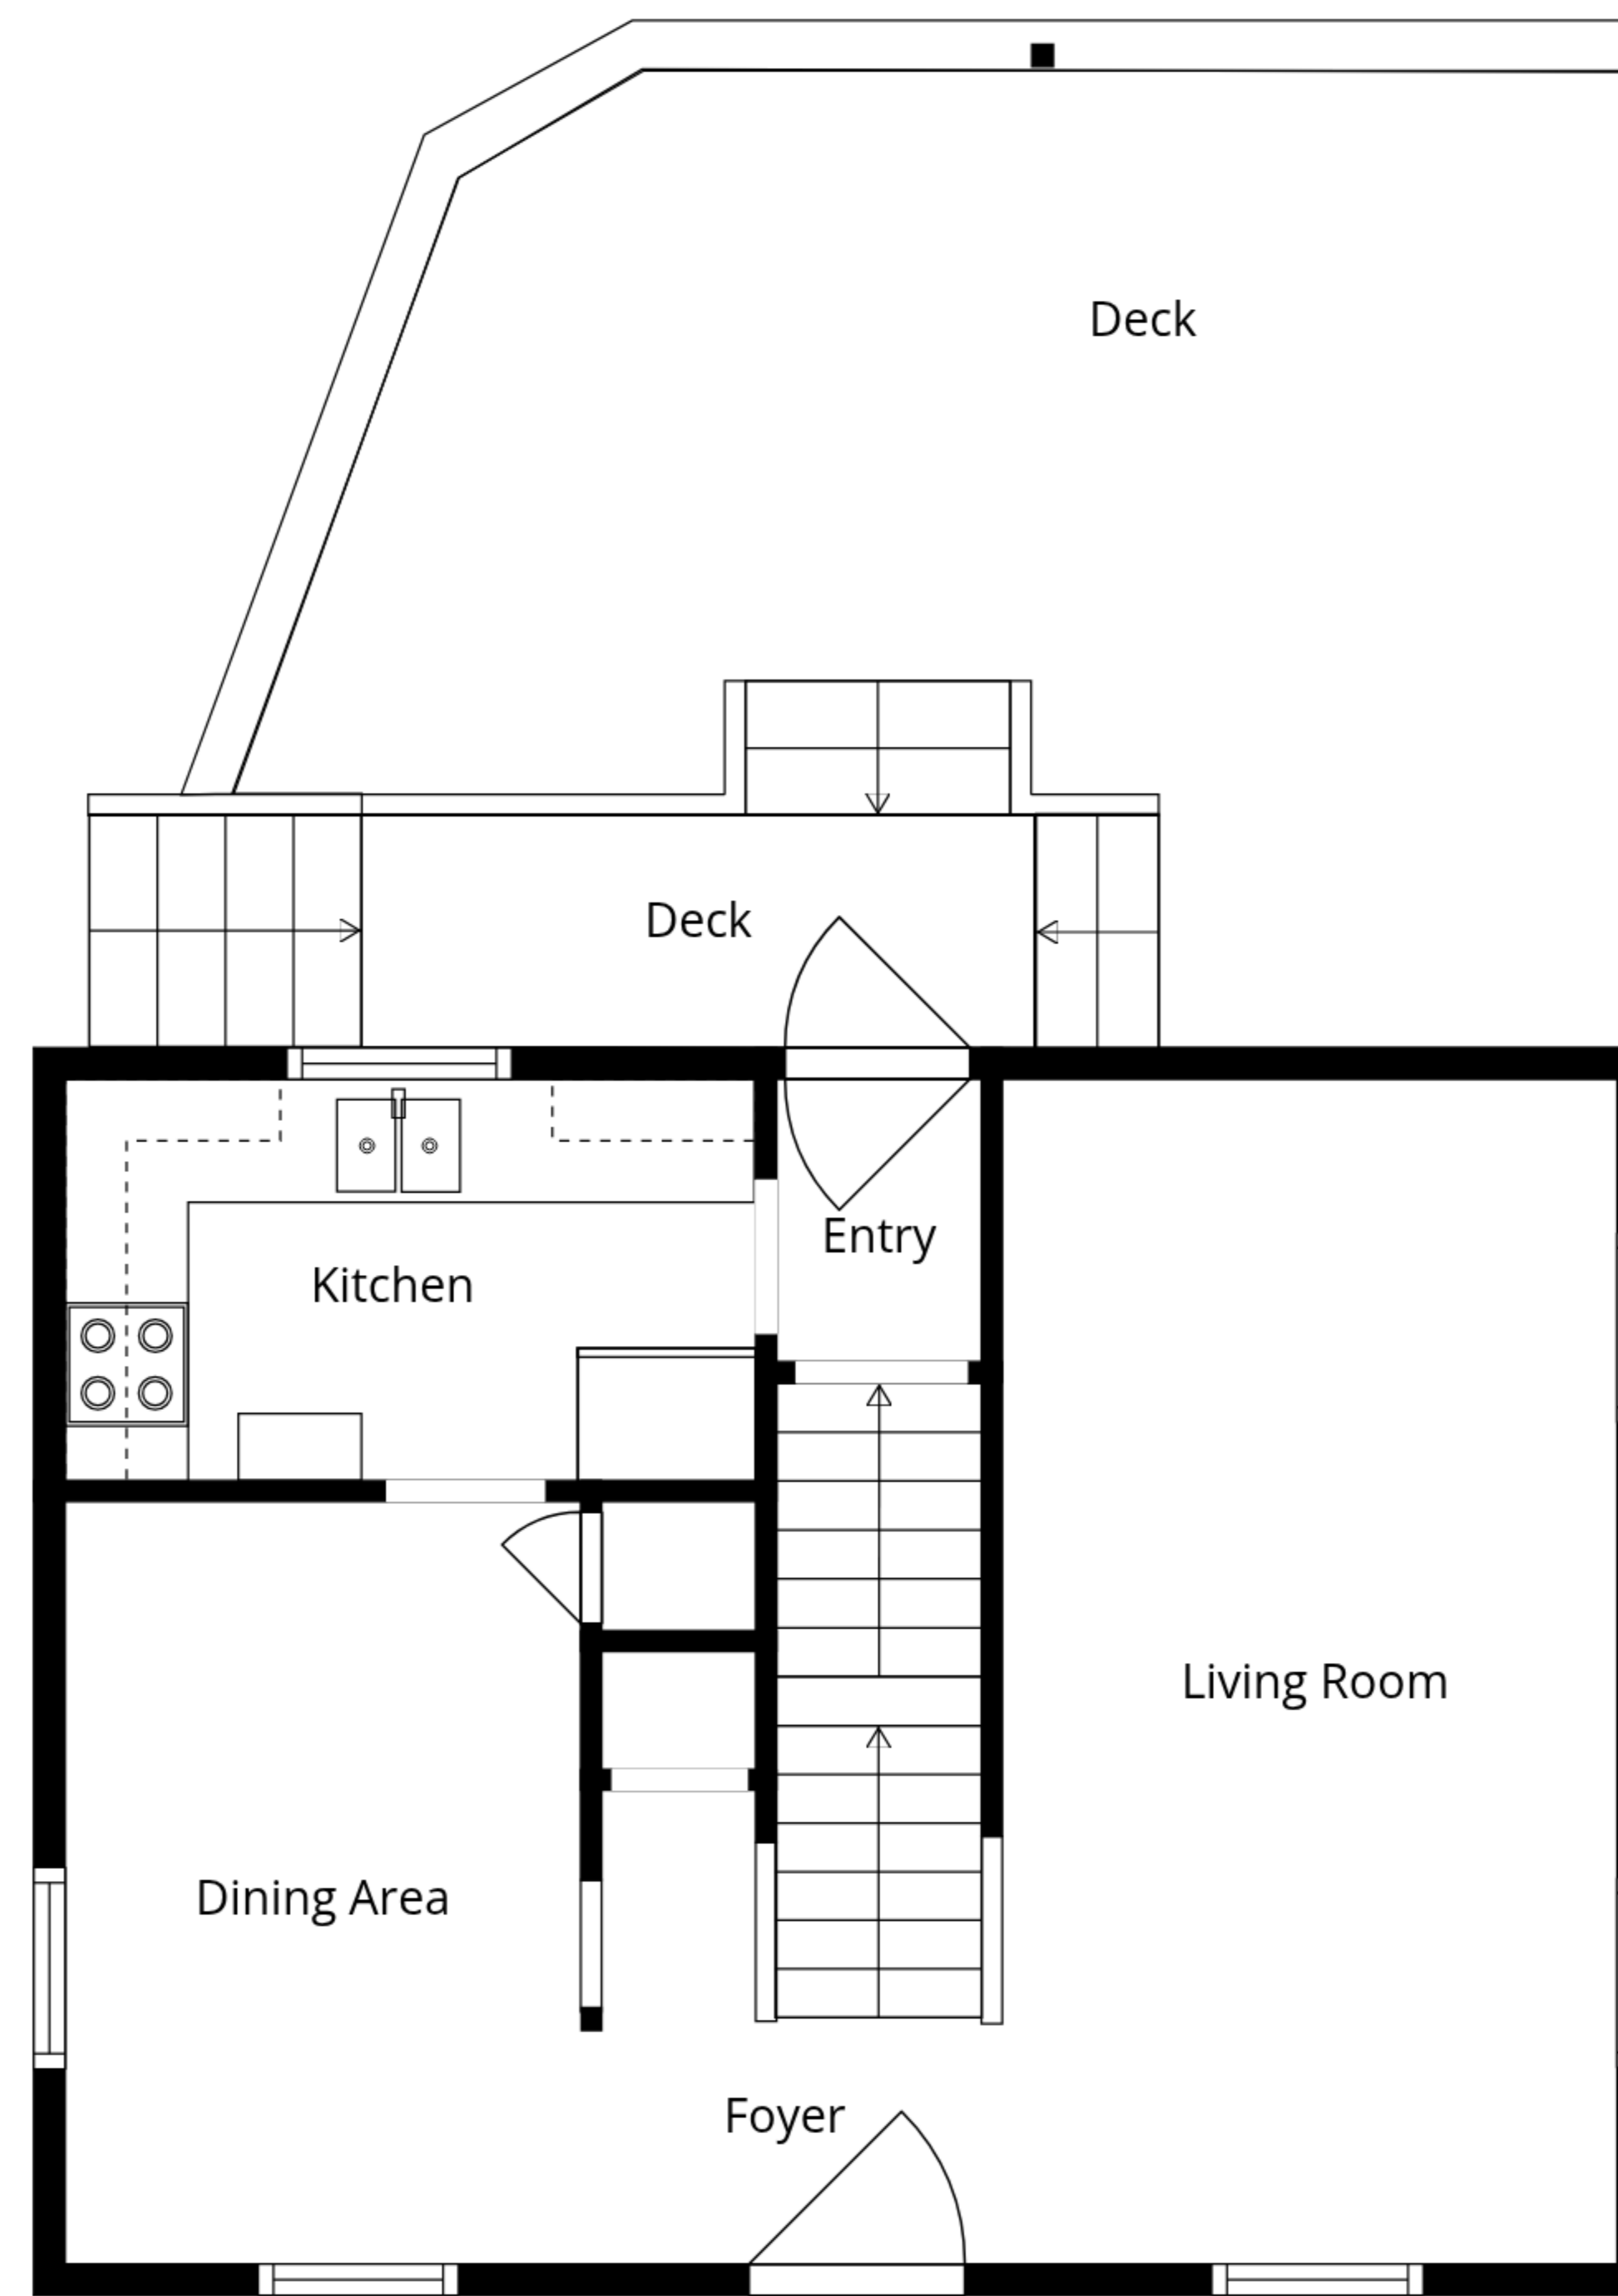 Deck
Deck
Entry
Kitchen
Living Room
Dining Area
Foyer